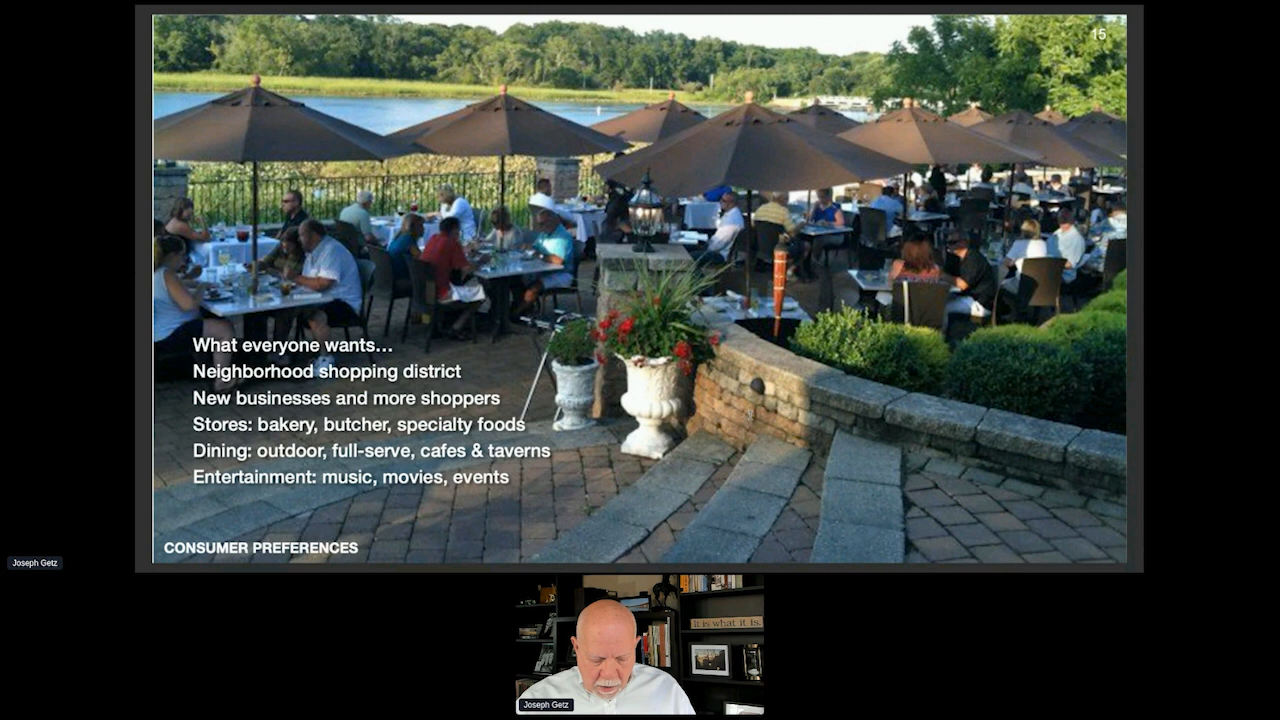 15
What everyone wants...
Neighborhood shopping district
New businesses and more shoppers
Stores: bakery, butcher, specialty foods
Dining: outdoor, full-serve, cafes & taverns
Entertainment: music, movies, events
CONSUMER PREFERENCES
Joseph Getz
It is what it is.
Joseph Getz